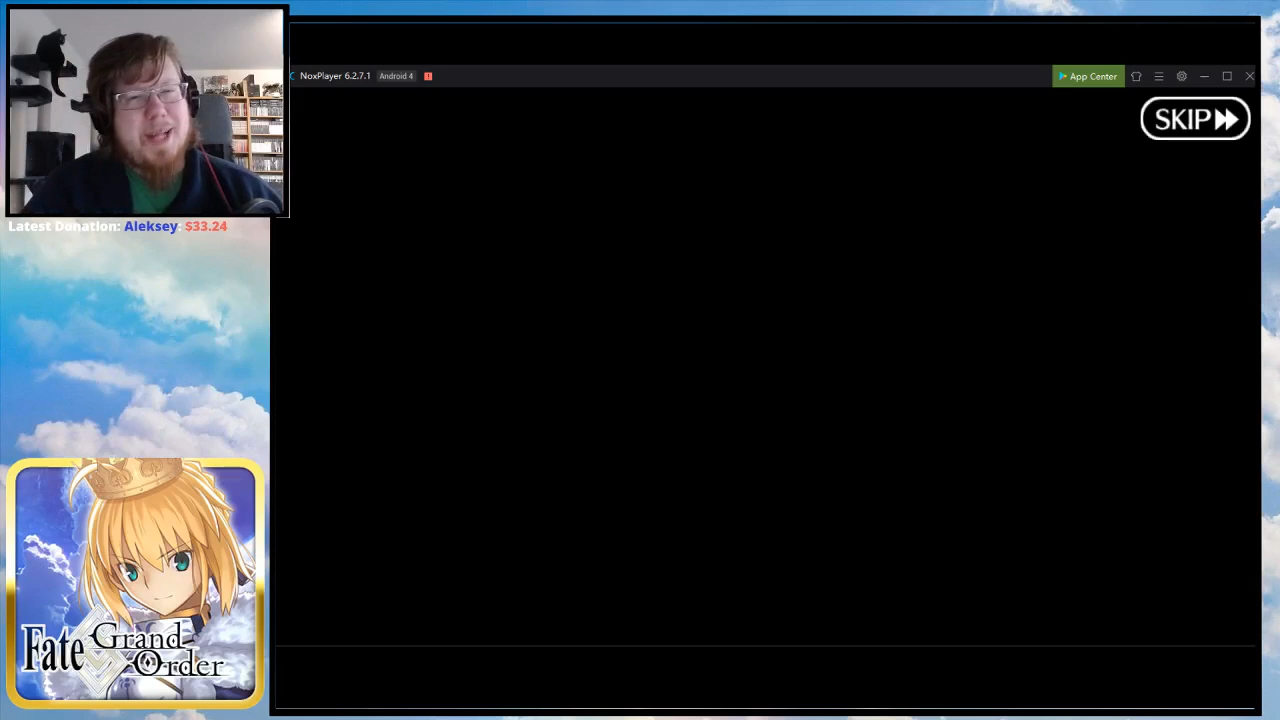 NoxPlayer 6.2.7.1 Android 4
App Center
SKIP
Latest Donation: Aleksey: $33.24
Fate
Grand
Order